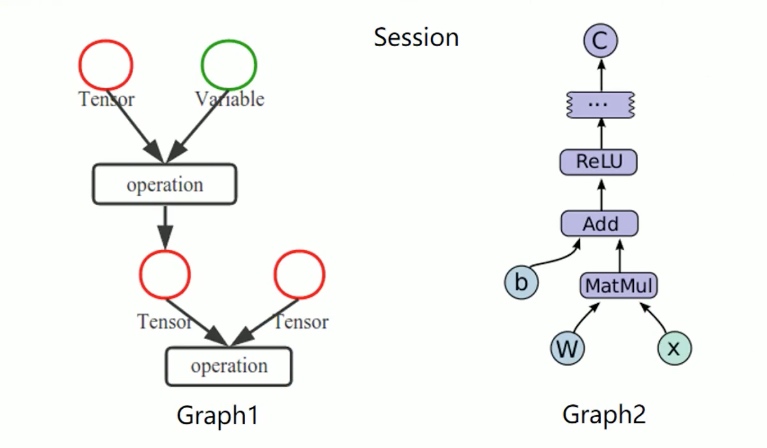 Session
Tensor
Variable
operation
Tensor
Tensor
operation
Graph1
C
...
ReLU
Add
b
MatMul
W
x
Graph2